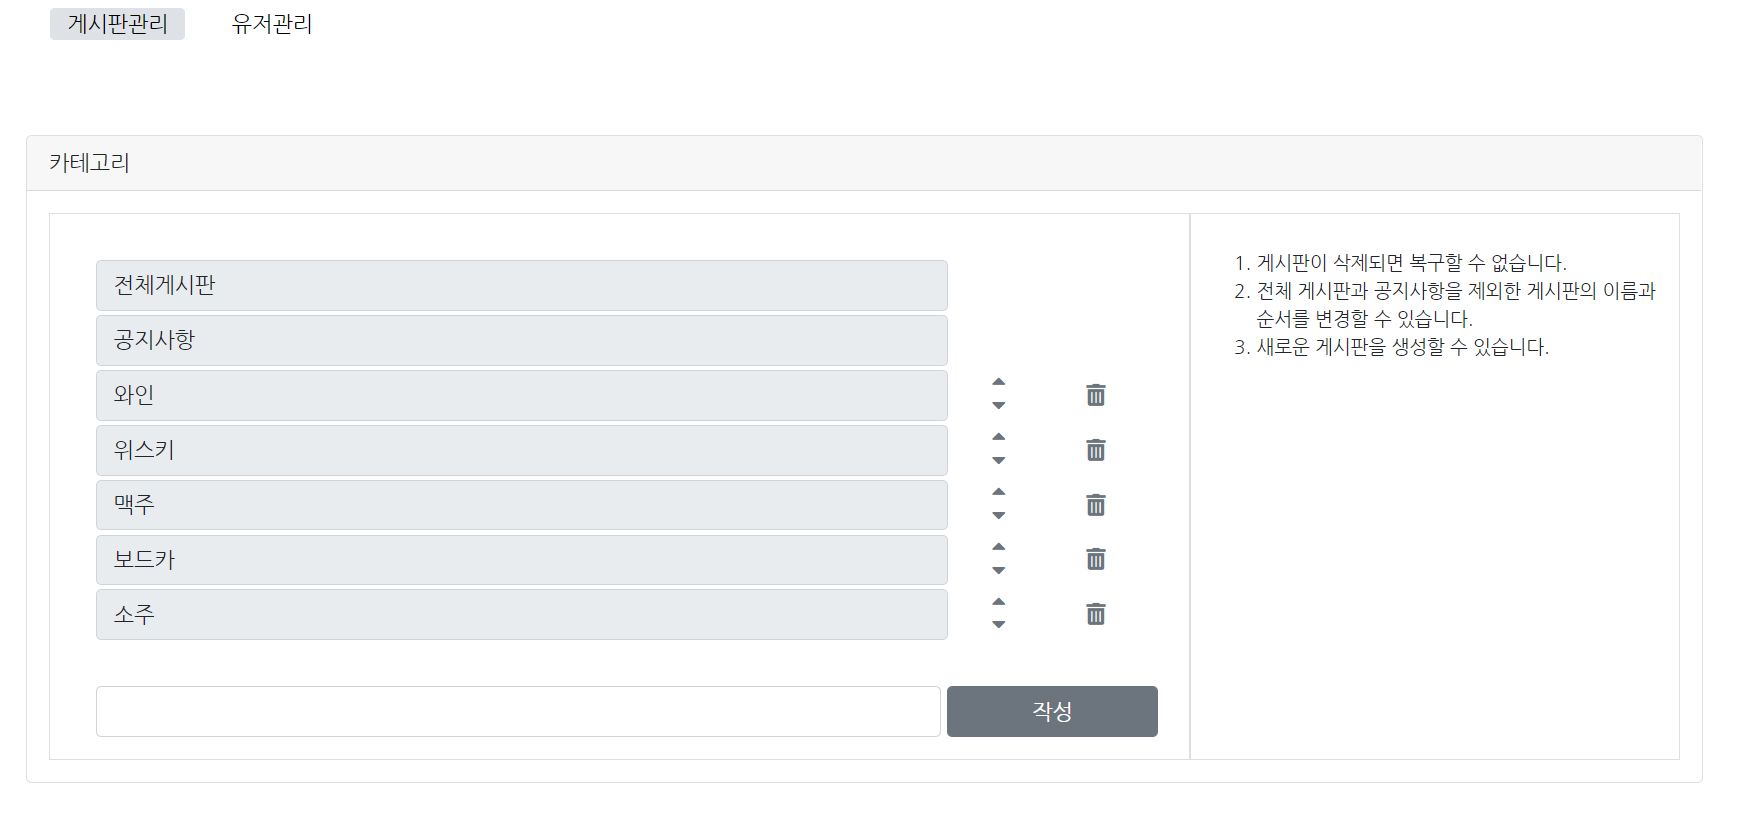 게시판관리 유저관리
카테고리
전체게시판
공지사항
와인
위스키
맥주
보드카
소주
작성
1. 게시판이 삭제되면 복구할 수 없습니다.
2. 전체 게시판과 공지사항을 제외한 게시판의 이름과
순서를 변경할 수 있습니다.
3. 새로운 게시판을 생성할 수 있습니다.